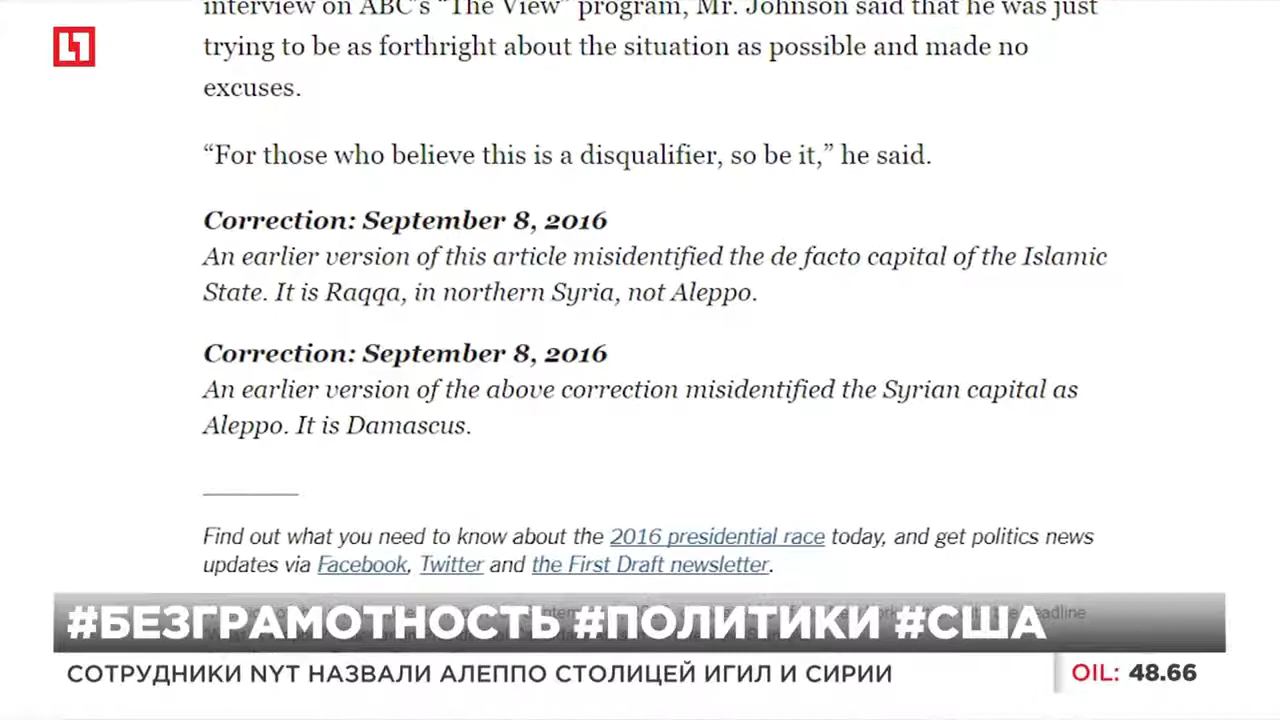 interview on ABC's “The View” program, Mr. Johnson said that he was just
trying to be as forthright about the situation as possible and made no
excuses.
“For those who believe this is a disqualifier, so be it,” he said.
Correction: September 8, 2016
An earlier version of this article misidentified the de facto capital of the Islamic
State. It is Raqqa, in northern Syria, not Aleppo.
Correction: September 8, 2016
An earlier version of the above correction misidentified the Syrian capital as
Aleppo. It is Damascus.
Find out what you need to know about the 2016 presidential race today, and get politics news
updates via Facebook, Twitter and the First Draft newsletter.
#БЕЗГРАМОТНОСТЬ #ПОЛИТИКИ #США
СОТРУДНИКИ NYT НАЗВАЛИ АЛЕППО СТОЛИЦЕЙ ИГИЛ И СИРИИ
OIL: 48.66